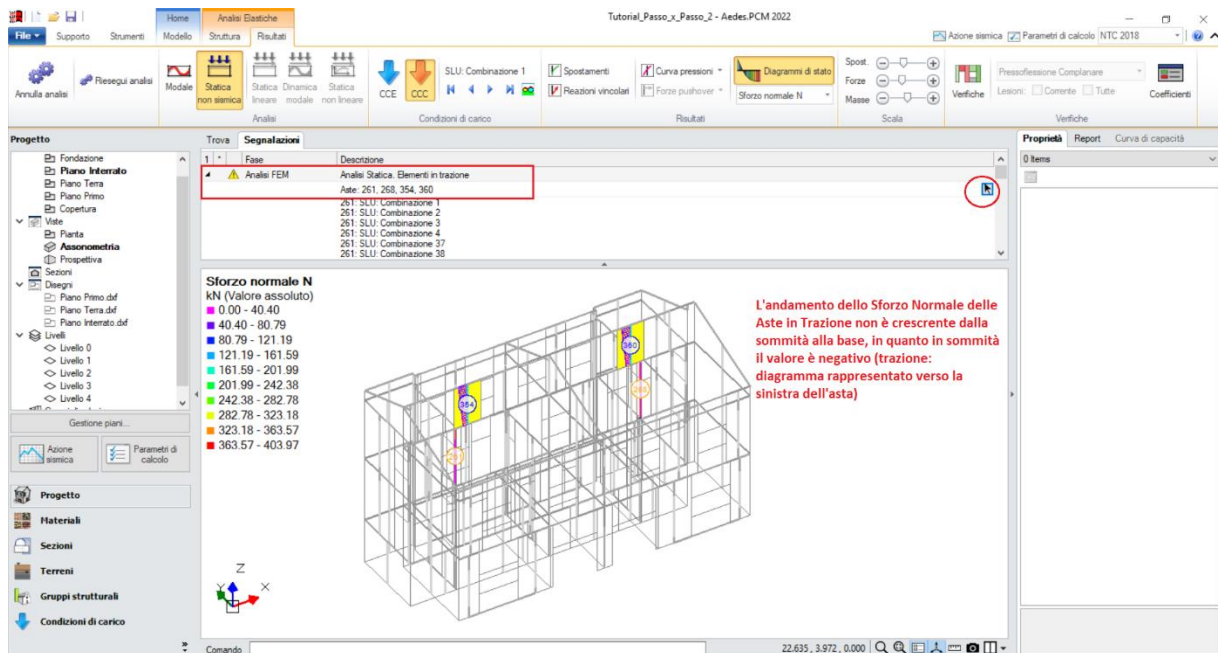 Home
Analisi Elastiche
Tutorial_Passo_x_Passo_2 - Aedes.PCM 2022
File
Supporto
Strumenti
Modello
Struttura
Risultati
Azione sismica
Parametri di calcolo
NTC 2018
Annulla analisi
Riesegui analisi
Modale
Statica non sismica
Statica lineare
Dinamica modale
Statica non lineare
Analisi
CCE
CCC
SLU: Combinazione 1
Condizioni di carico
Spostamenti
Reazioni vincolari
Curva pressioni
Forze pushover
Diagrammi di stato
Sforzo normale N
Risultati
Spost.
Forze
Masse
Scala
Verifiche
Pressoflessione Complanare
Lesioni:
Corrente
Tutte
Coefficienti
Verifiche
Progetto
Fondazione
Piano Interrato
Piano Terra
Piano Primo
Copertura
Viste
Pianta
Assonometria
Prospettiva
Sezioni
Disegni
Piano Primo.dxf
Piano Terra.dxf
Piano Interrato.dxf
Livelli
Livello 0
Livello 1
Livello 2
Livello 3
Livello 4
Gestione piani...
Azione sismica
Parametri di calcolo
Progetto
Materiali
Sezioni
Terreni
Gruppi strutturali
Condizioni di carico
Trova
Segnalazioni
1 * Fase Descrizione
Analisi FEM Analisi Statica. Elementi in trazione
Aste: 261, 268, 354, 360
261: SLU: Combinazione 1
261: SLU: Combinazione 2
261: SLU: Combinazione 3
261: SLU: Combinazione 4
261: SLU: Combinazione 37
261: SLU: Combinazione 38
Sforzo normale N
kN (Valore assoluto)
0.00 - 40.40
40.40 - 80.79
80.79 - 121.19
121.19 - 161.59
161.59 - 201.99
201.99 - 242.38
242.38 - 282.78
282.78 - 323.18
323.18 - 363.57
363.57 - 403.97
360
354
L'andamento dello Sforzo Normale delle
Aste in Trazione non è crescrente dalla
sommità alla base, in quanto in sommità
il valore è negativo (trazione:
diagramma rappresentato verso la
sinistra dell'asta)
Z
Y
X
Comando
22.635 , 3.972 , 0.000
Proprietà
Report
Curva di capacità
0 Items